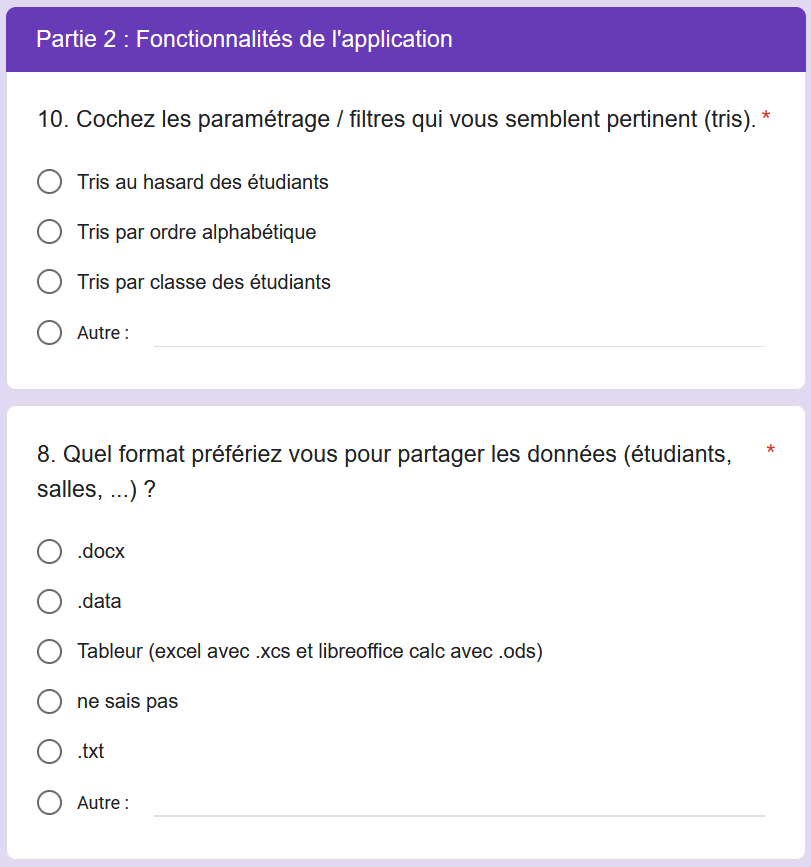 Partie 2 : Fonctionnalités de l'application
10. Cochez les paramétrage / filtres qui vous semblent pertinent (tris). *
Tris au hasard des étudiants
Tris par ordre alphabétique
Tris par classe des étudiants
Autre :
8. Quel format préfériez vous pour partager les données (étudiants, *
salles, ...) ?
.docx
.data
Tableur (excel avec .xcs et libreoffice calc avec .ods)
ne sais pas
.txt
Autre :